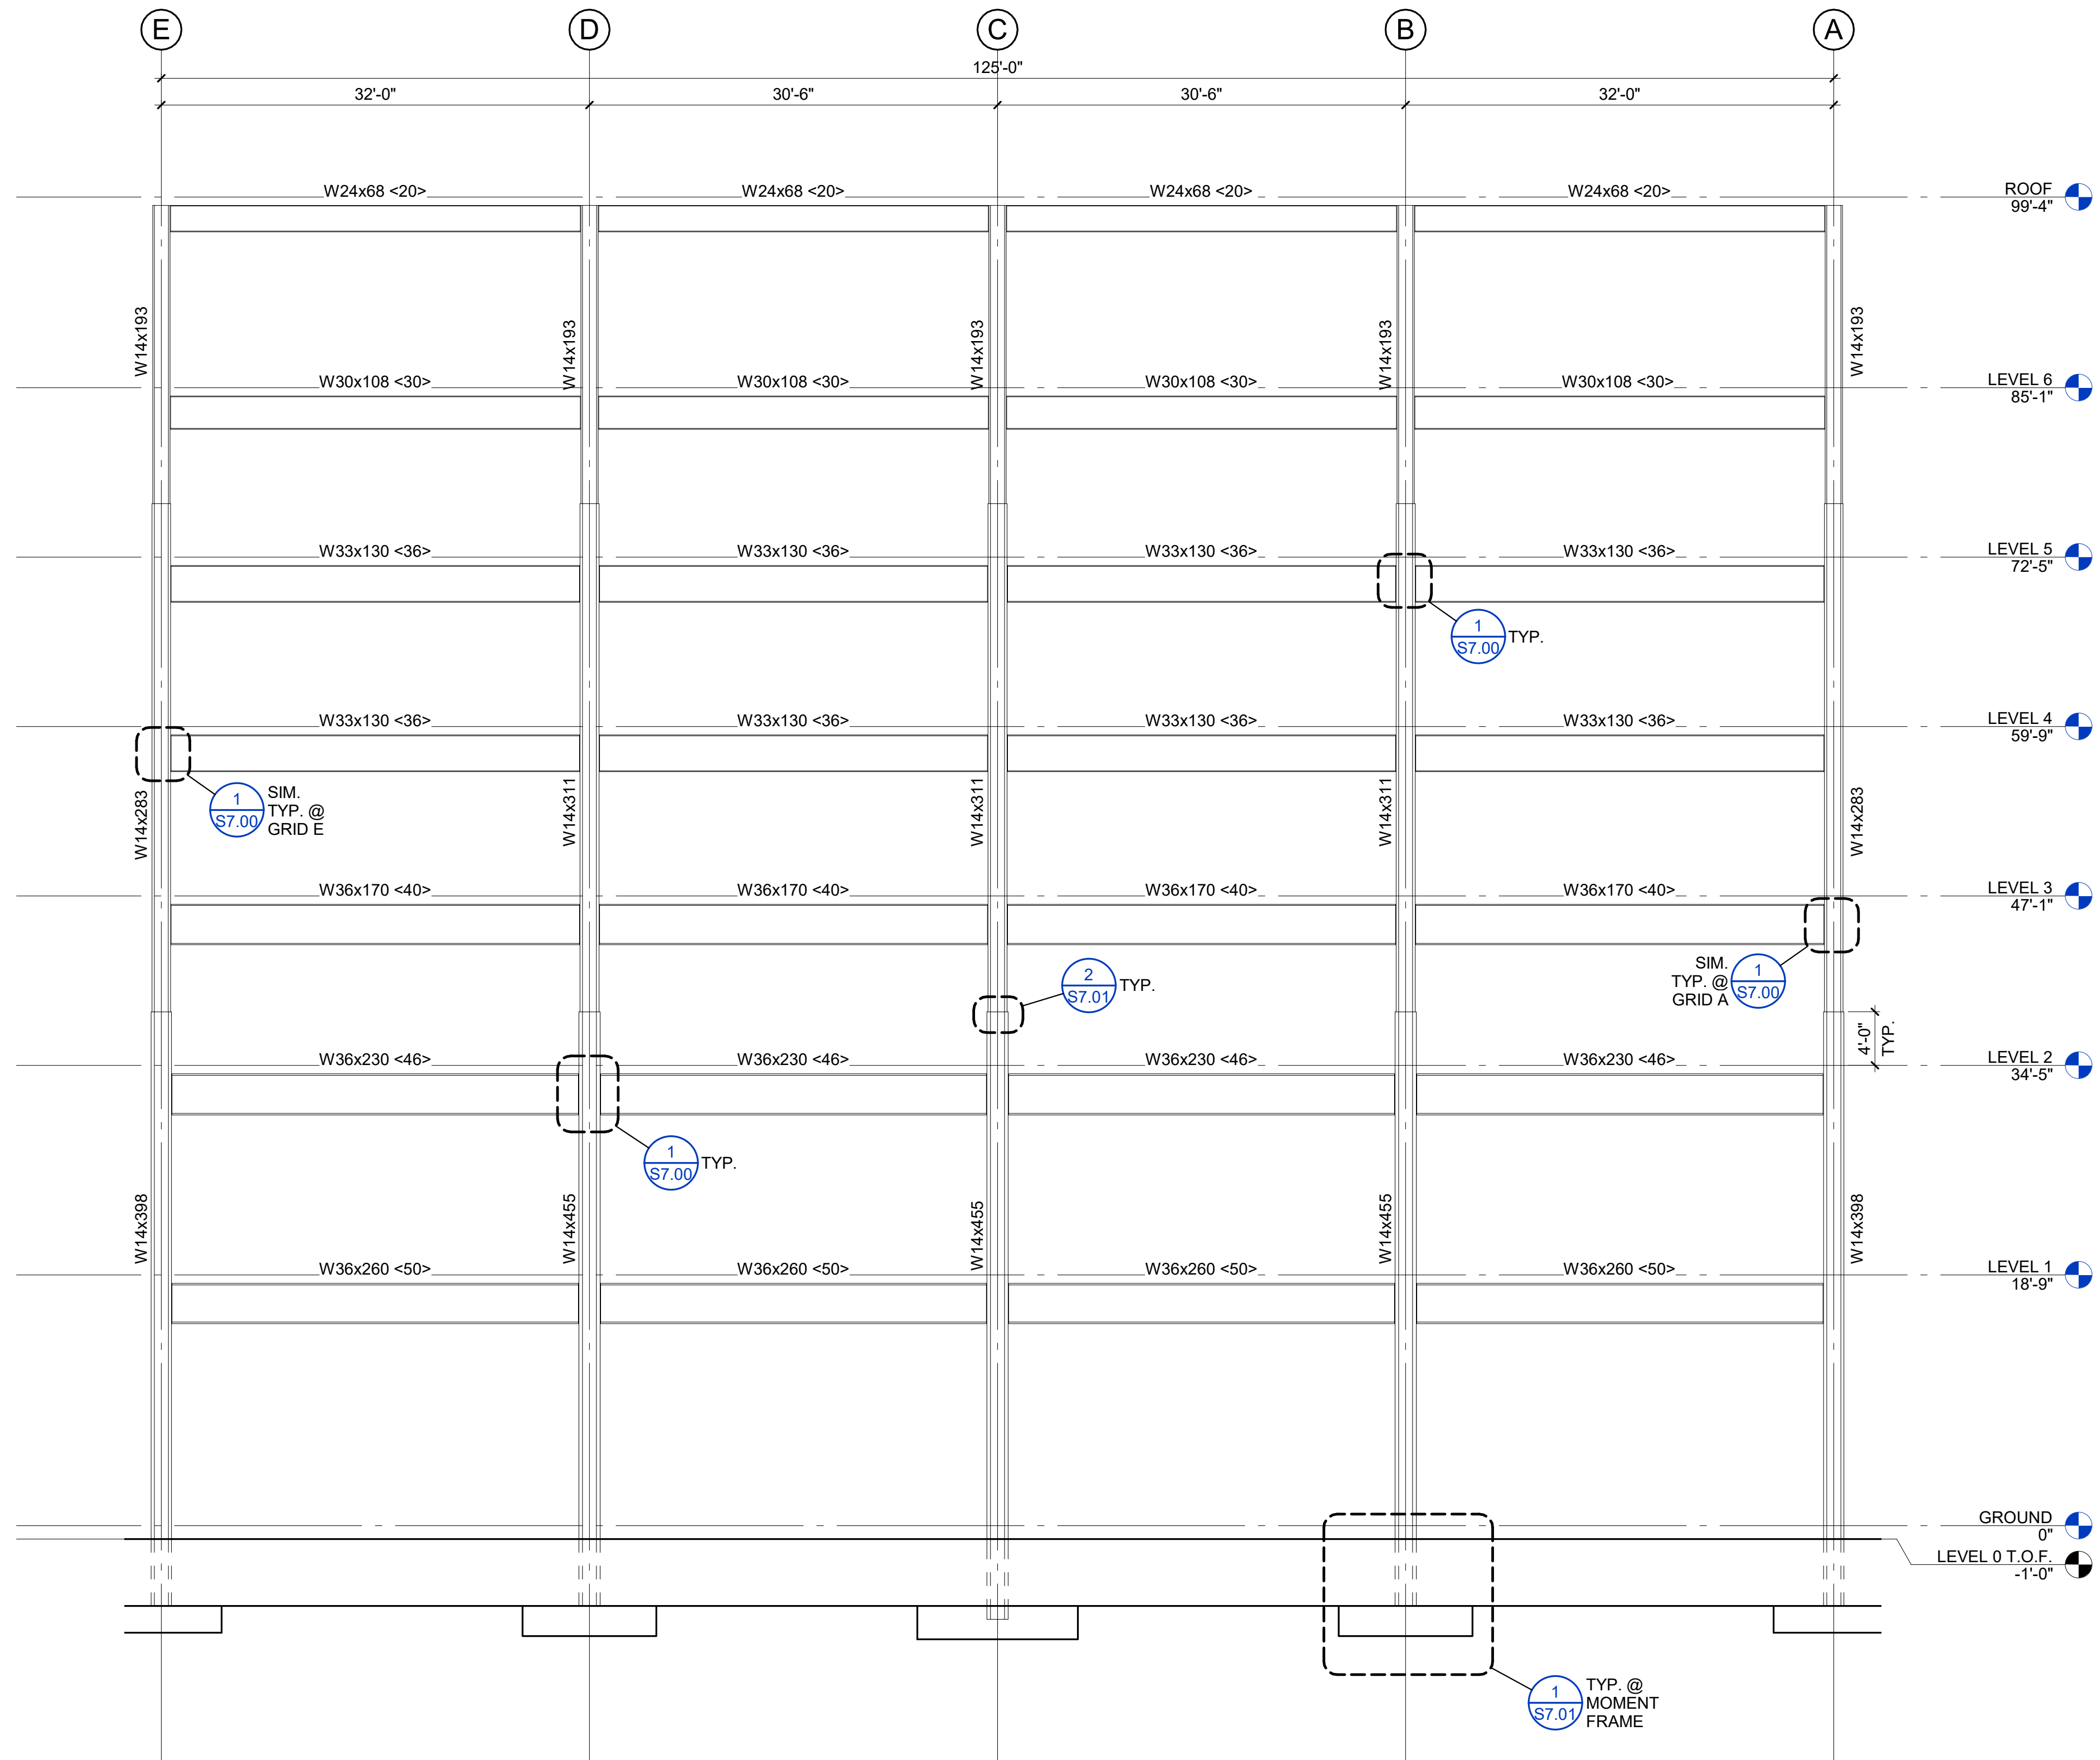 E D C B A
125'-0"
32'-0" 30'-6" 30'-6" 32'-0"
W24x68 <20> W24x68 <20> W24x68 <20> W24x68 <20>
ROOF
99'-4"
W14x193 W14x193 W14x193 W14x193 W14x193
W30x108 <30> W30x108 <30> W30x108 <30> W30x108 <30>
LEVEL 6
85'-1"
W33x130 <36> W33x130 <36> W33x130 <36> W33x130 <36>
LEVEL 5
72'-5"
1
S7.00
TYP.
W33x130 <36> W33x130 <36> W33x130 <36> W33x130 <36>
LEVEL 4
59'-9"
W14x283 W14x311 W14x311 W14x311 W14x283
1
S7.00
SIM.
TYP. @
GRID E
W36x170 <40> W36x170 <40> W36x170 <40> W36x170 <40>
LEVEL 3
47'-1"
2
S7.01
TYP.
SIM.
TYP. @
GRID A
1
S7.00
4'-0"
TYP.
W36x230 <46> W36x230 <46> W36x230 <46> W36x230 <46>
LEVEL 2
34'-5"
1
S7.00
TYP.
W14x398 W14x455 W14x455 W14x455 W14x398
W36x260 <50> W36x260 <50> W36x260 <50> W36x260 <50>
LEVEL 1
18'-9"
GROUND
0"
LEVEL 0 T.O.F.
-1'-0"
1
S7.01
TYP. @
MOMENT
FRAME